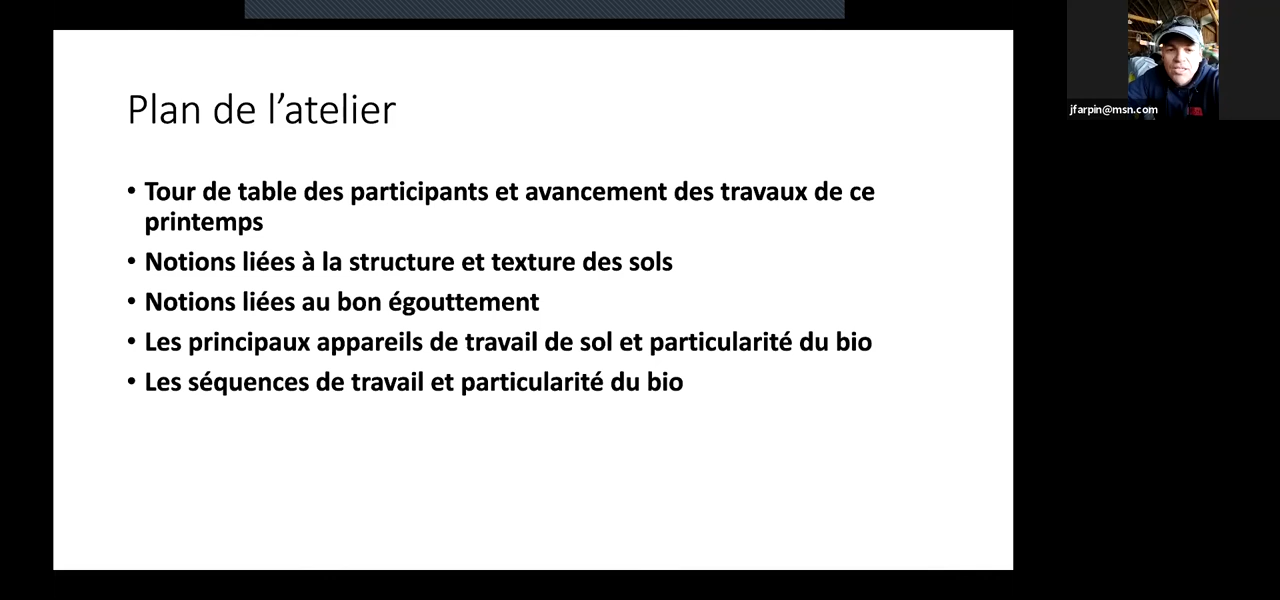 Plan de l’atelier
• Tour de table des participants et avancement des travaux de ce
printemps
• Notions liées à la structure et texture des sols
• Notions liées au bon égouttement
• Les principaux appareils de travail de sol et particularité du bio
• Les séquences de travail et particularité du bio
jfarpin@msn.com